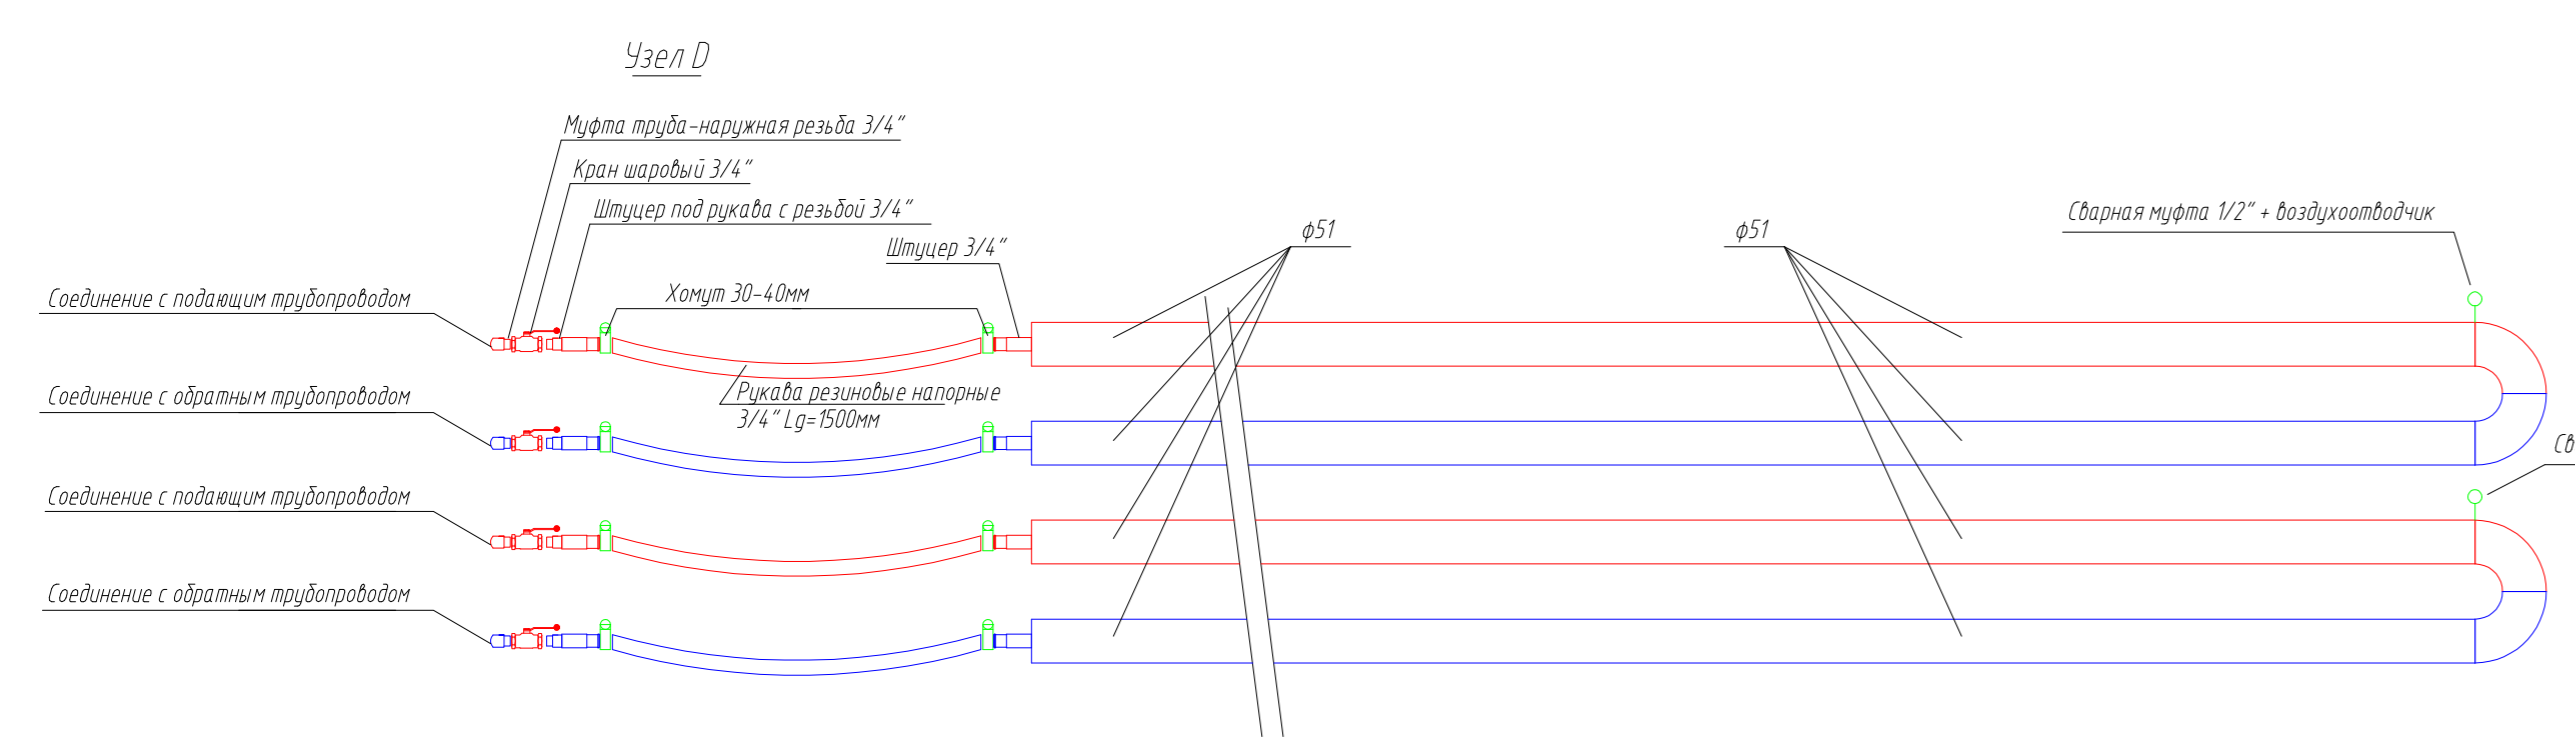 Узел D
Муфта труба-наружная резьба 3/4"
Кран шаровый 3/4"
Штуцер под рукава с резьбой 3/4"
Штуцер 3/4"
Хомут 30-40мм
ф51
ф51
Сварная муфта 1/2" + воздухоотводчик
Соединение с подающим трубопроводом
Рукава резиновые напорные
3/4" Lg=1500мм
Соединение с обратным трубопроводом
Св
Соединение с подающим трубопроводом
Соединение с обратным трубопроводом